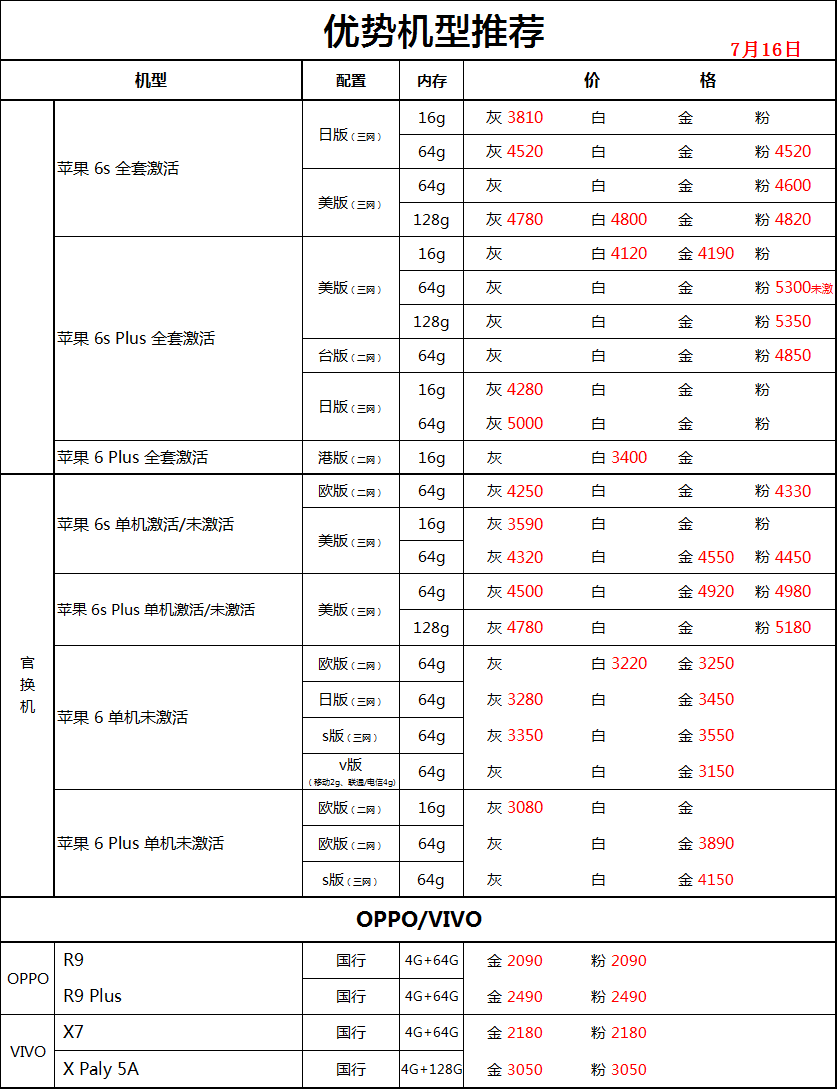 优势机型推荐
7月16日
机型 配置 内存 价 格
苹果 6s 全套激活 日版（三网） 16g 灰 3810 白 金 粉
64g 灰 4520 白 金 粉 4520
美版（三网） 64g 灰 白 金 粉 4600
128g 灰 4780 白 4800 金 粉 4820
苹果 6s Plus 全套激活 美版（三网） 16g 灰 白 4120 金 4190 粉
64g 灰 白 金 粉 5300未激
128g 灰 白 金 粉 5350
台版（二网） 64g 灰 白 金 粉 4850
日版（三网） 16g 灰 4280 白 金 粉
64g 灰 5000 白 金 粉
苹果 6 Plus 全套激活 港版（二网） 16g 灰 白 3400 金
官换机
苹果 6s 单机激活/未激活 欧版（二网） 64g 灰 4250 白 金 粉 4330
美版（三网） 16g 灰 3590 白 金 粉
64g 灰 4320 白 金 4550 粉 4450
苹果 6s Plus 单机激活/未激活 美版（三网） 64g 灰 4500 白 金 4920 粉 4980
128g 灰 4780 白 金 粉 5180
苹果 6 单机未激活 欧版（二网） 64g 灰 白 3220 金 3250
日版（三网） 64g 灰 3280 白 金 3450
s版（三网） 64g 灰 3350 白 金 3550
v版（移动2g、联通/电信4g） 64g 灰 白 金 3150
苹果 6 Plus 单机未激活 欧版（二网） 16g 灰 3080 白 金
欧版（二网） 64g 灰 白 金 3890
s版（三网） 64g 灰 白 金 4150
OPPO/VIVO
OPPO R9 国行 4G+64G 金 2090 粉 2090
R9 Plus 国行 4G+64G 金 2490 粉 2490
VIVO X7 国行 4G+64G 金 2180 粉 2180
X Paly 5A 国行 4G+128G 金 3050 粉 3050